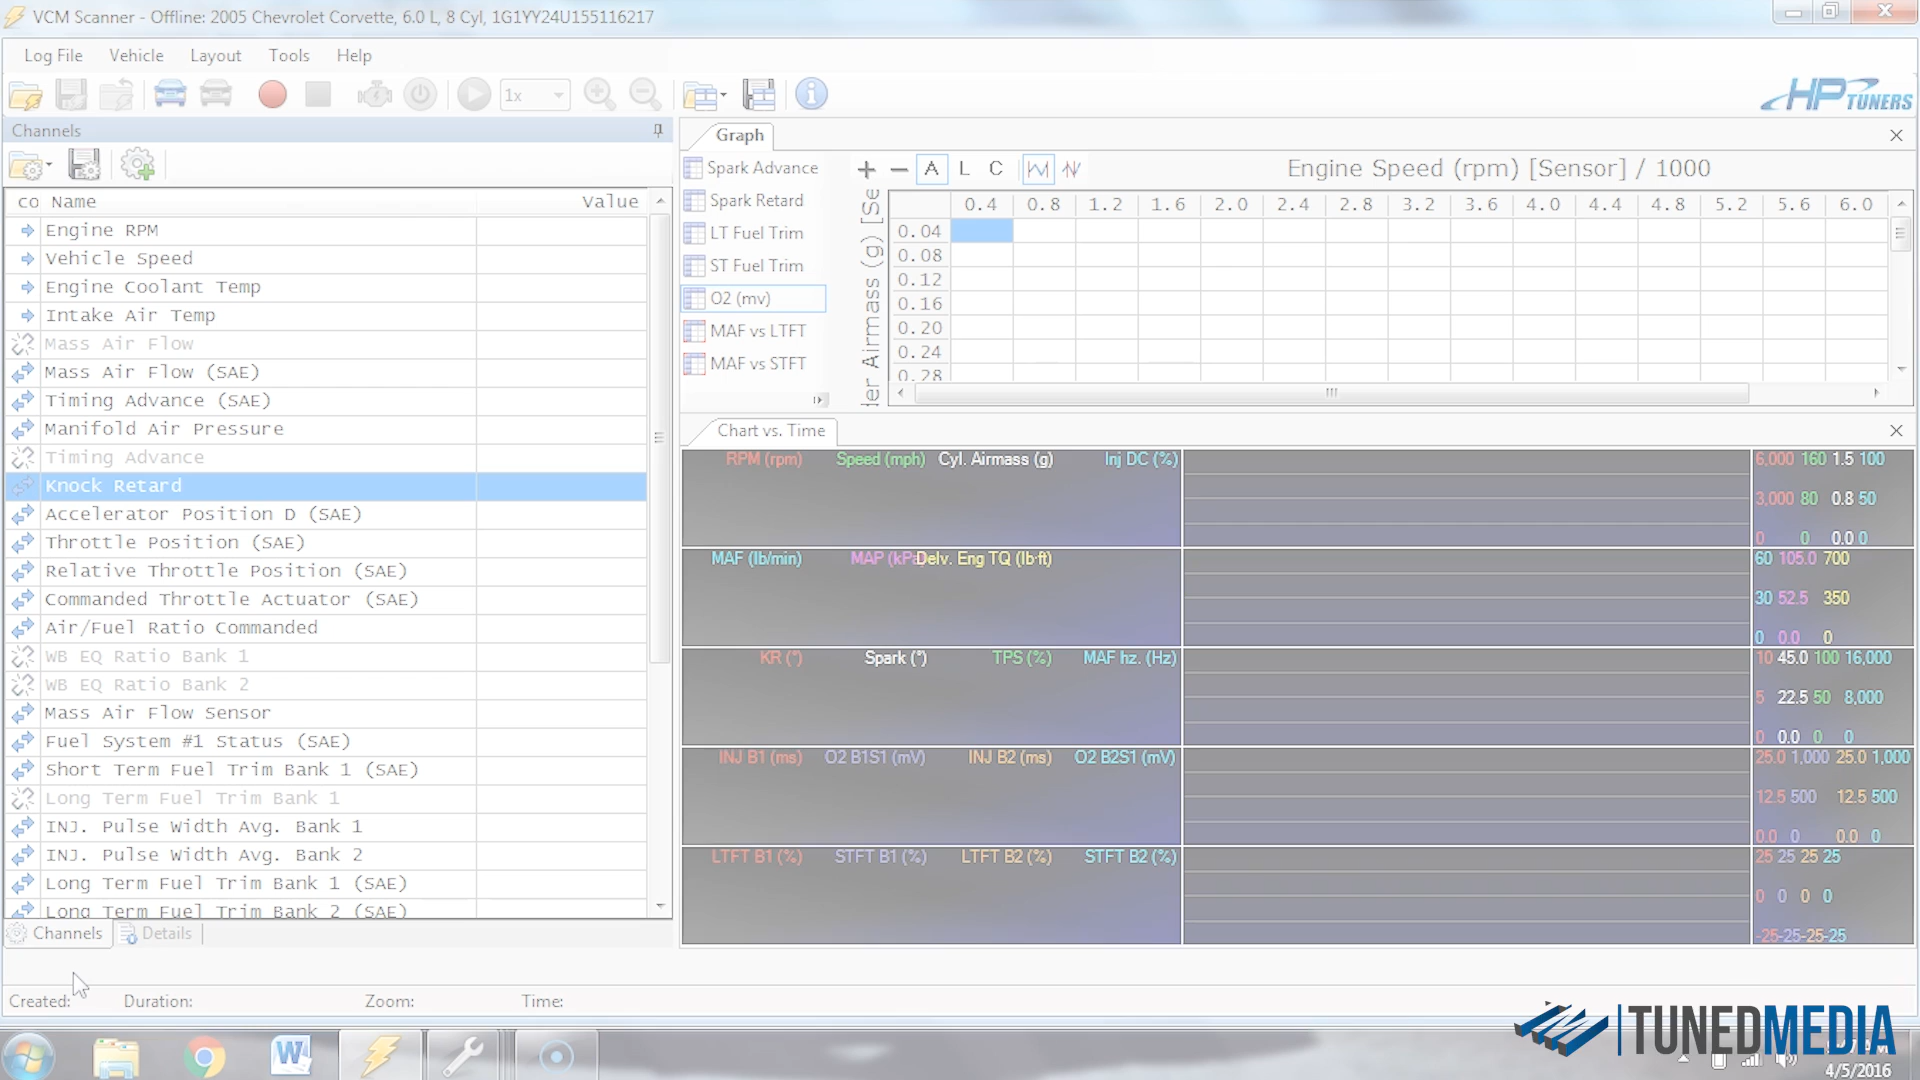 VCM Scanner - Offline: 2005 Chevrolet Corvette, 6.0 L, 8 Cyl, 1G1YY24U155116217
Log File Vehicle Layout Tools Help
1x
HP TUNERS
Channels
co Name Value
Engine RPM
Vehicle Speed
Engine Coolant Temp
Intake Air Temp
Mass Air Flow
Mass Air Flow (SAE)
Timing Advance (SAE)
Manifold Air Pressure
Timing Advance
Knock Retard
Accelerator Position D (SAE)
Throttle Position (SAE)
Relative Throttle Position (SAE)
Commanded Throttle Actuator (SAE)
Air/Fuel Ratio Commanded
WB EQ Ratio Bank 1
WB EQ Ratio Bank 2
Mass Air Flow Sensor
Fuel System #1 Status (SAE)
Short Term Fuel Trim Bank 1 (SAE)
Long Term Fuel Trim Bank 1
INJ. Pulse Width Avg. Bank 1
INJ. Pulse Width Avg. Bank 2
Long Term Fuel Trim Bank 1 (SAE)
Long Term Fuel Trim Bank 2 (SAE)
Channels Details
Graph
Spark Advance
Spark Retard
LT Fuel Trim
ST Fuel Trim
O2 (mv)
MAF vs LTFT
MAF vs STFT
A L C
Engine Speed (rpm) [Sensor] / 1000
Airmass (g) [Se
0.4 0.8 1.2 1.6 2.0 2.4 2.8 3.2 3.6 4.0 4.4 4.8 5.2 5.6 6.0
0.04
0.08
0.12
0.16
0.20
0.24
0.28
Chart vs. Time
RPM (rpm) Speed (mph) Cyl. Airmass (g) Inj DC (%)
6,000 160 1.5 100
3,000 80 0.8 50
0 0 0.0 0
MAF (lb/min) MAP (kPa Delv. Eng TQ (lb·ft)
60 105.0 700
30 52.5 350
0 0.0 0
KR (°) Spark (°) TPS (%) MAF hz. (Hz)
10 45.0 100 16,000
5 22.5 50 8,000
0 0.0 0 0
INJ B1 (ms) O2 B1S1 (mV) INJ B2 (ms) O2 B2S1 (mV)
25.0 1,000 25.0 1,000
12.5 500 12.5 500
0.0 0 0.0 0
LTFT B1 (%) STFT B1 (%) LTFT B2 (%) STFT B2 (%)
25 25 25 25
0 0 0 0
-25 -25 -25 -25
Created: Duration: Zoom: Time:
TUNEDMEDIA
4/5/2016